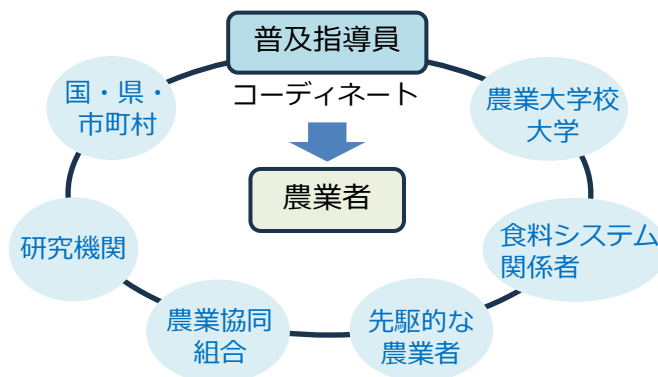 普及指導員
コーディネート
農業者
国・県・
市町村
農業大学校
大学
研究機関
食料システム
関係者
農業協同
組合
先駆的な
農業者